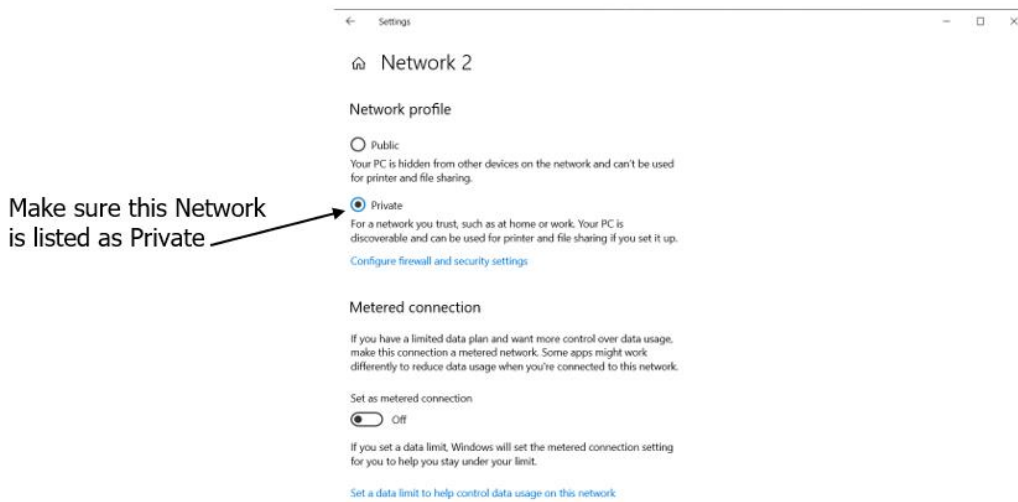 Settings
Network 2
Network profile
Public
Your PC is hidden from other devices on the network and can't be used
for printer and file sharing.
Make sure this Network
is listed as Private
Private
For a network you trust, such as at home or work. Your PC is
discoverable and can be used for printer and file sharing if you set it up.
Configure firewall and security settings
Metered connection
If you have a limited data plan and want more control over data usage,
make this connection a metered network. Some apps might work
differently to reduce data usage when you're connected to this network.
Set as metered connection
Off
If you set a data limit, Windows will set the metered connection setting
for you to help you stay under your limit.
Set a data limit to help control data usage on this network